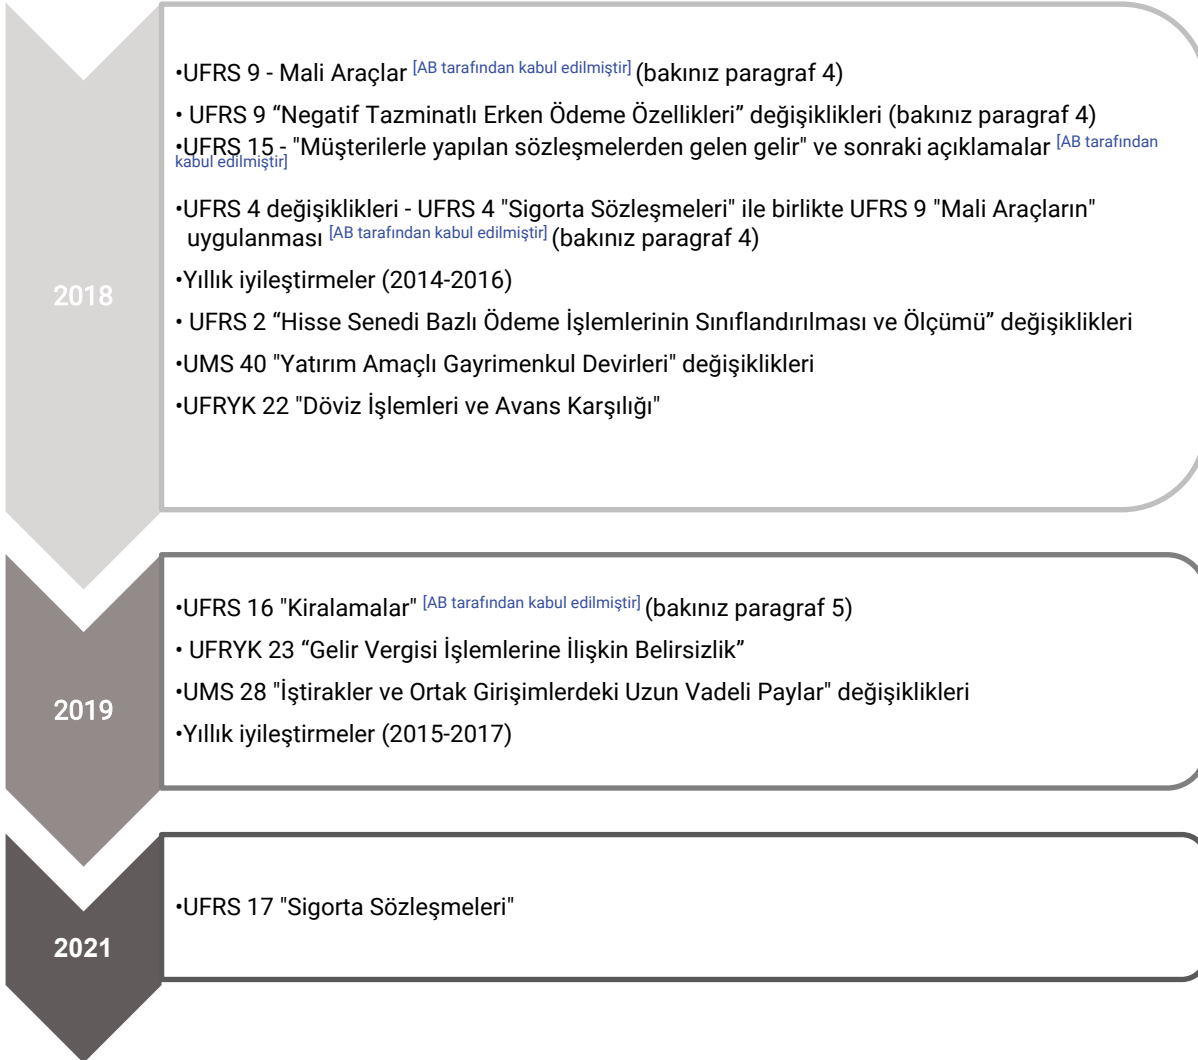 2018
•UFRS 9 - Mali Araçlar [AB tarafından kabul edilmiştir] (bakınız paragraf 4)
• UFRS 9 “Negatif Tazminatlı Erken Ödeme Özellikleri” değişiklikleri (bakınız paragraf 4)
•UFRS 15 - "Müşterilerle yapılan sözleşmelerden gelen gelir" ve sonraki açıklamalar [AB tarafından
kabul edilmiştir]
•UFRS 4 değişiklikleri - UFRS 4 "Sigorta Sözleşmeleri" ile birlikte UFRS 9 "Mali Araçların"
uygulanması [AB tarafından kabul edilmiştir] (bakınız paragraf 4)
•Yıllık iyileştirmeler (2014-2016)
• UFRS 2 “Hisse Senedi Bazlı Ödeme İşlemlerinin Sınıflandırılması ve Ölçümü” değişiklikleri
•UMS 40 "Yatırım Amaçlı Gayrimenkul Devirleri" değişiklikleri
•UFRYK 22 "Döviz İşlemleri ve Avans Karşılığı"
2019
•UFRS 16 "Kiralamalar" [AB tarafından kabul edilmiştir] (bakınız paragraf 5)
• UFRYK 23 “Gelir Vergisi İşlemlerine İlişkin Belirsizlik”
•UMS 28 "İştirakler ve Ortak Girişimlerdeki Uzun Vadeli Paylar" değişiklikleri
•Yıllık iyileştirmeler (2015-2017)
2021
•UFRS 17 "Sigorta Sözleşmeleri"